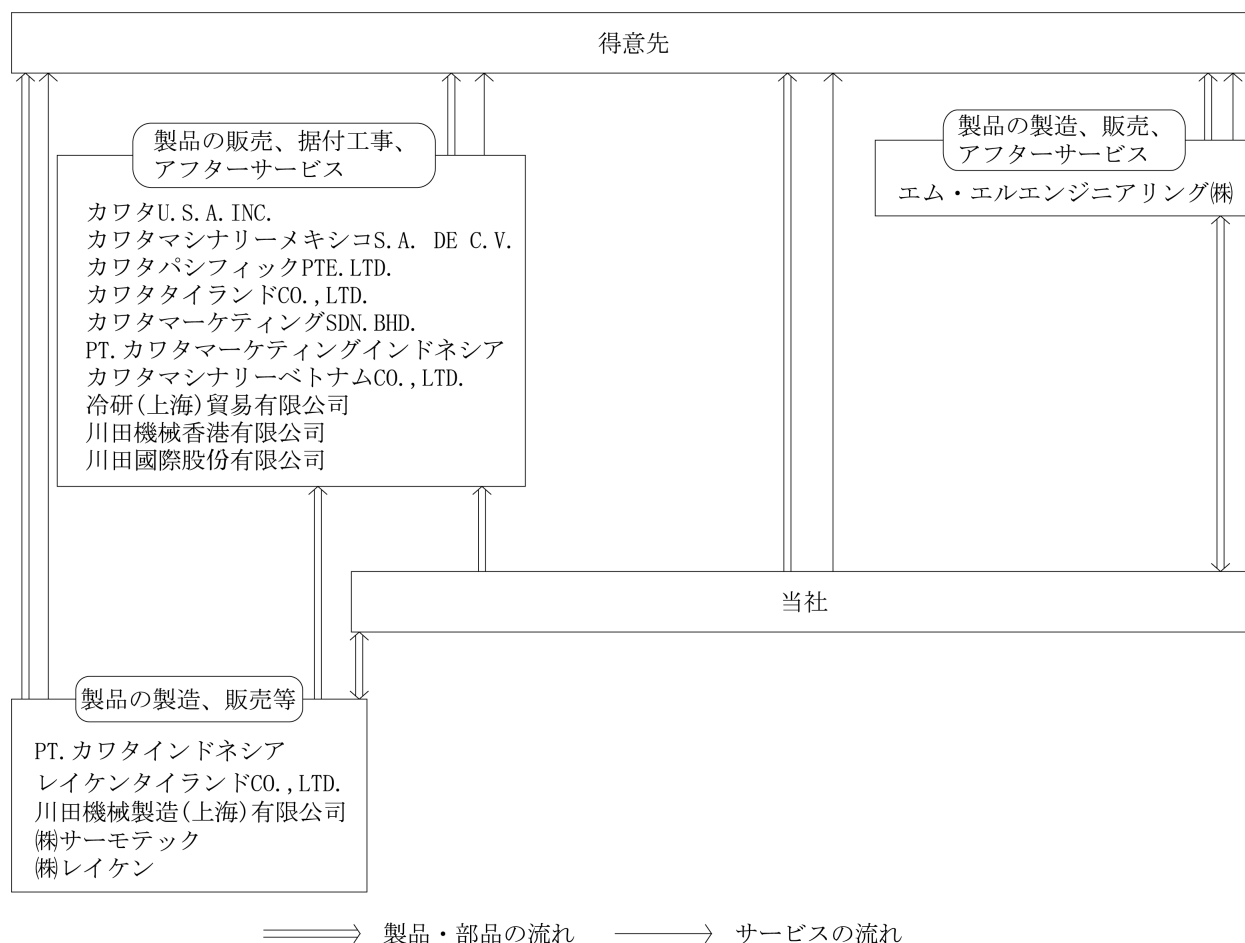 得意先
製品の販売、据付工事、
アフターサービス
カワタU.S.A.INC.
カワタマシナリーメキシコS.A. DE C.V.
カワタパシフィックPTE.LTD.
カワタタイランドCO.,LTD.
カワタマーケティングSDN.BHD.
PT.カワタマーケティングインドネシア
カワタマシナリーベトナムCO.,LTD.
冷研(上海)貿易有限公司
川田機械香港有限公司
川田國際股份有限公司
製品の製造、販売、
アフターサービス
エム・エルエンジニアリング㈱
当社
製品の製造、販売等
PT.カワタインドネシア
レイケンタイランドCO.,LTD.
川田機械製造(上海)有限公司
㈱サーモテック
㈱レイケン
製品・部品の流れ
サービスの流れ